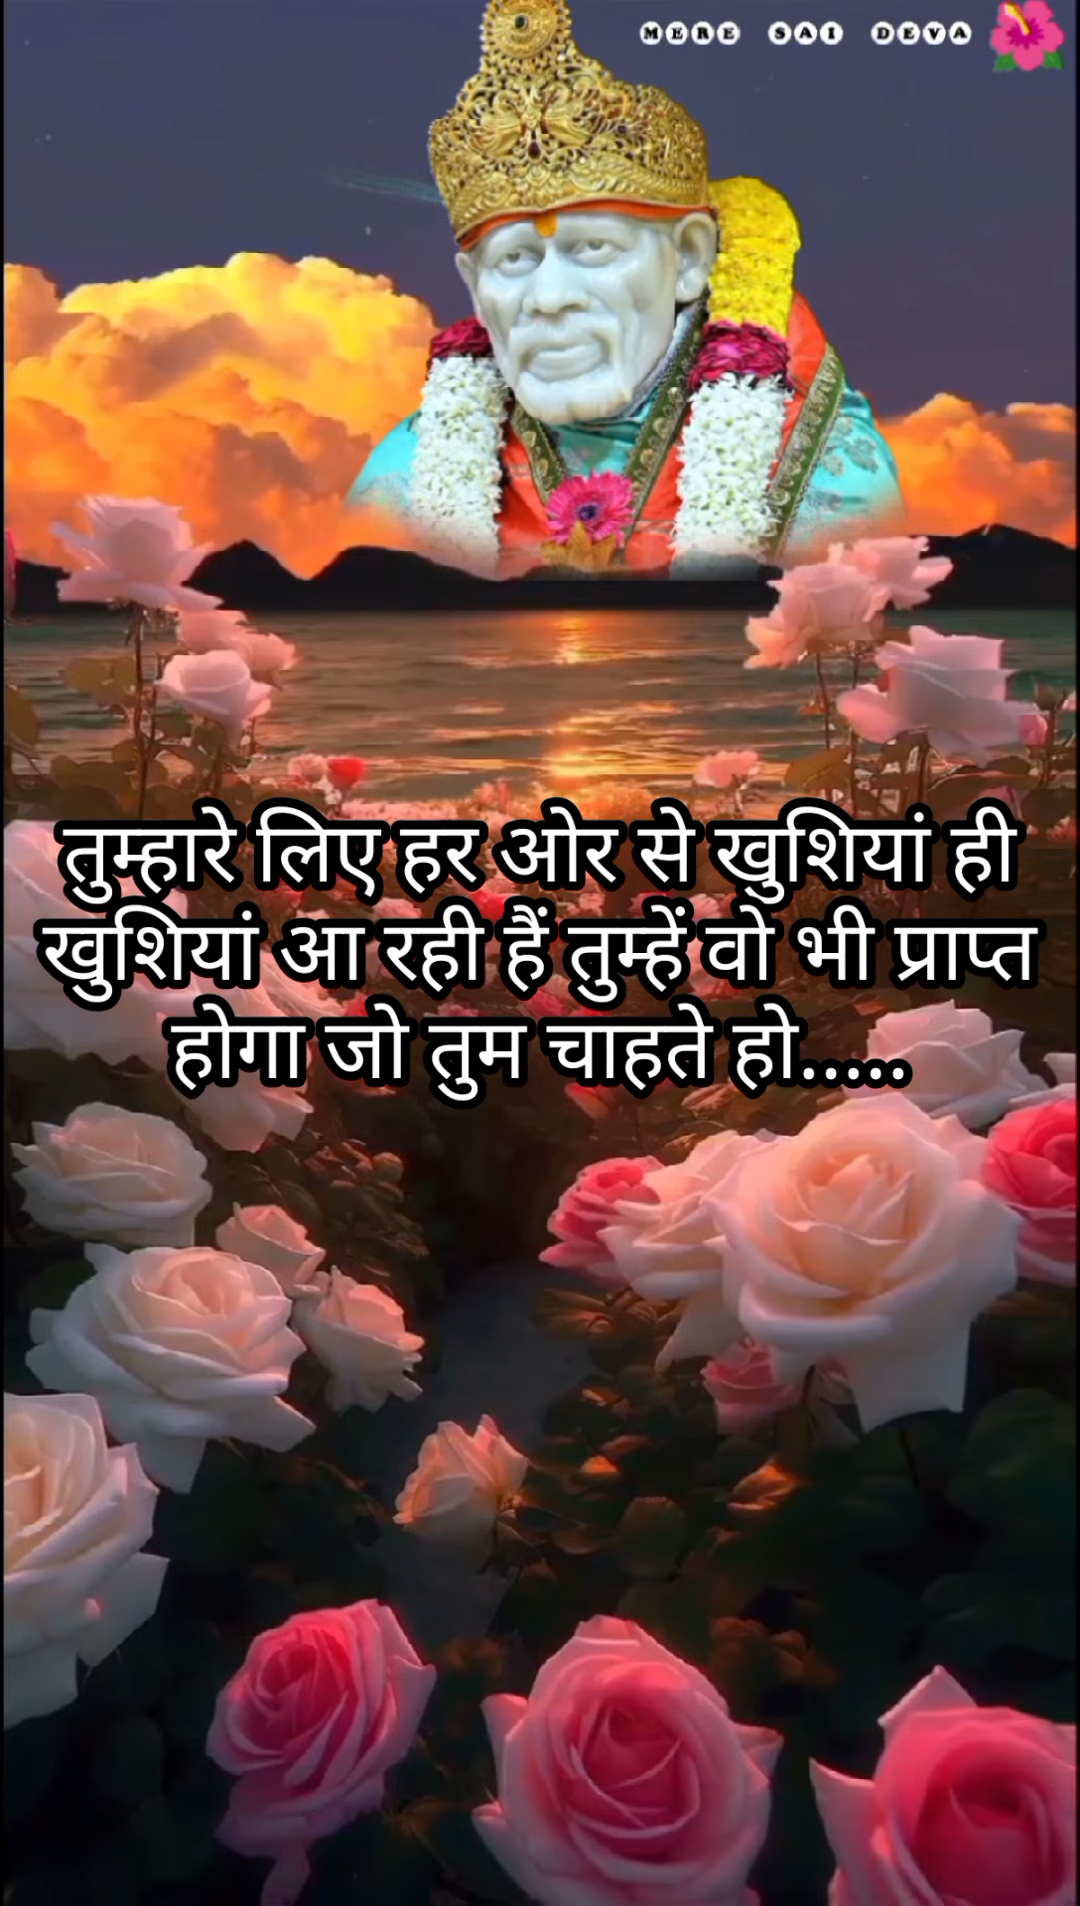 MERE SAI DEVA
तुम्हारे लिए हर ओर से खुशियां ही
खुशियां आ रही हैं तुम्हें वो भी प्राप्त
होगा जो तुम चाहते हो.....